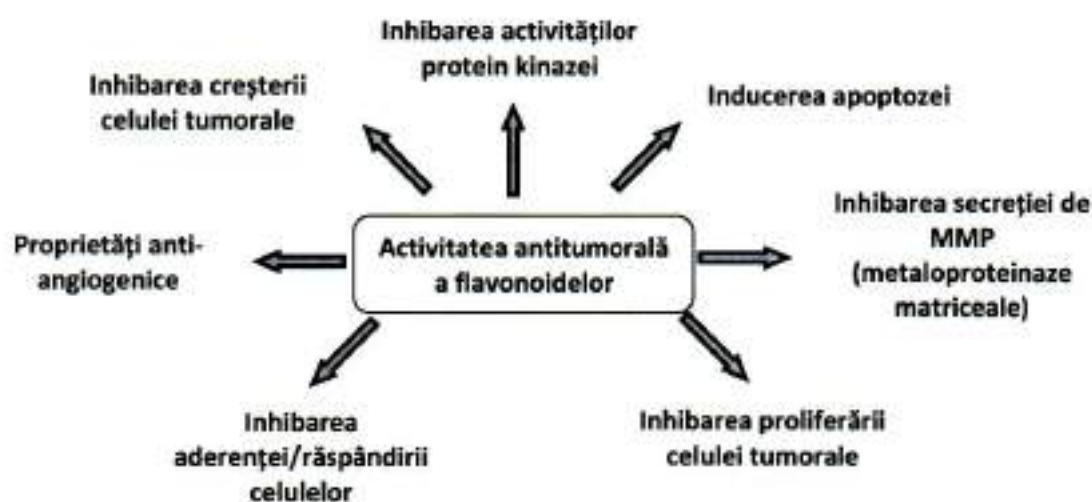 Inhibarea activităților
protein kinazei
Inhibarea creșterii
celulei tumorale
Inducerea apoptozei
Inhibarea secreției de
MMP
(metaloproteinaze
matriceale)
Proprietăți anti-
angiogenice
Activitatea antitumorală
a flavonoidelor
Inhibarea
aderenței/răspândirii
celulelor
Inhibarea proliferării
celulei tumorale